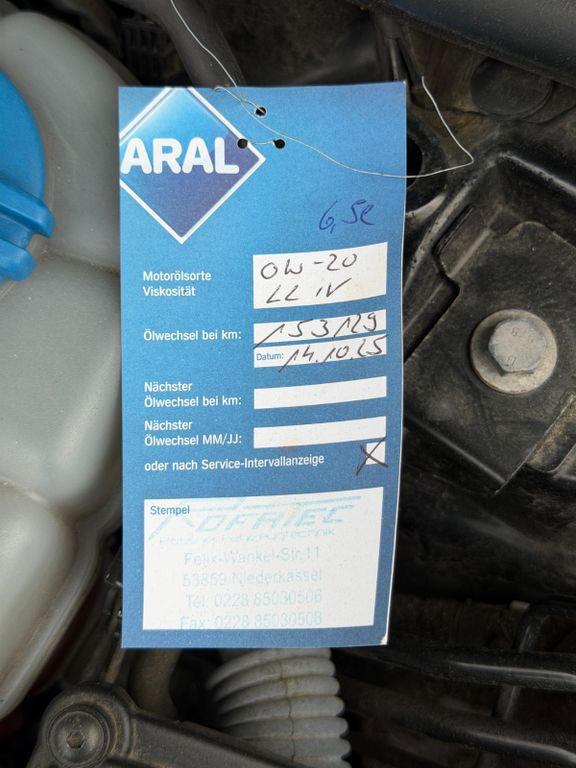 ARAL
6,5l
Motorölsorte
Viskosität
0W-20
LL IV
Ölwechsel bei km:
153129
Datum:
14.10.25
Nächster
Ölwechsel bei km:
Nächster
Ölwechsel MM/JJ:
oder nach Service-Intervallanzeige
X
Stempel
Felix-Wankel-Str.11
53859 Niederkassel
Tel: 0228 85030506
Fax: 0228 85030508